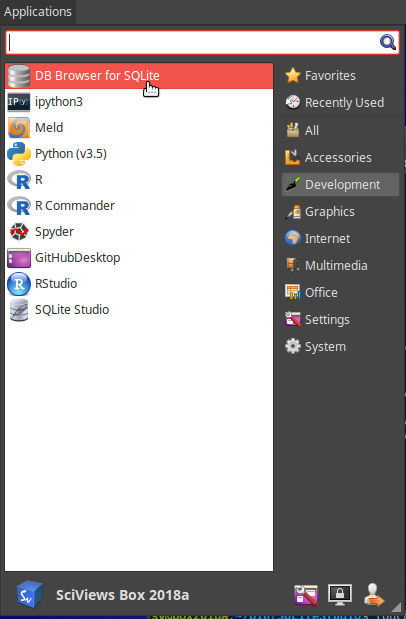 Applications
DB Browser for SQLite
ipython3
Meld
Python (v3.5)
R
R Commander
Spyder
GitHubDesktop
RStudio
SQLite Studio
Favorites
Recently Used
All
Accessories
Development
Graphics
Internet
Multimedia
Office
Settings
System
SciViews Box 2018a